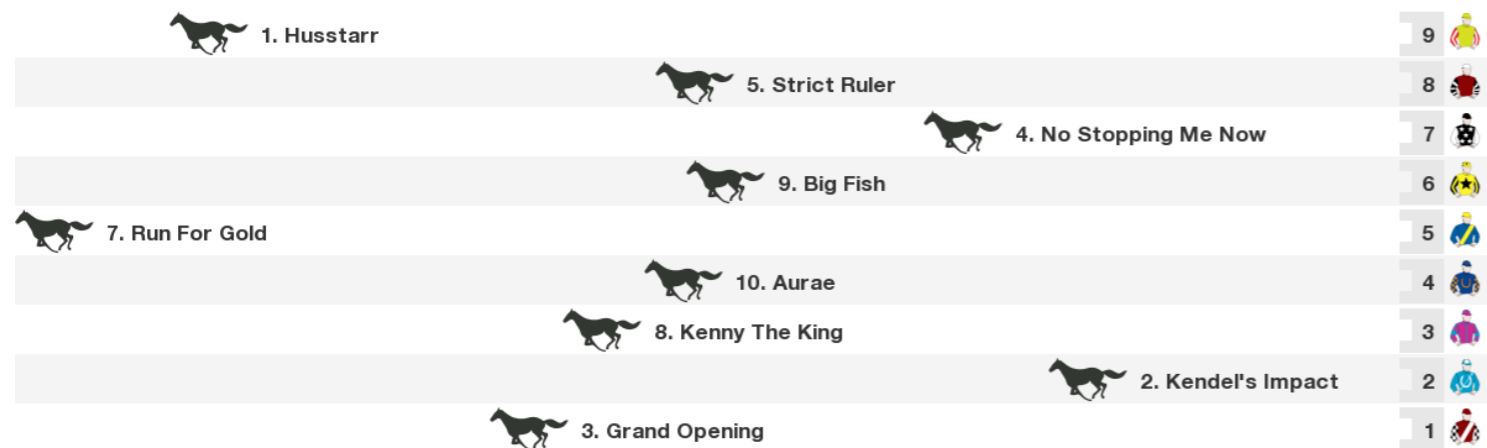 1. Husstarr 9
5. Strict Ruler 8
4. No Stopping Me Now 7
9. Big Fish 6
7. Run For Gold 5
10. Aurae 4
8. Kenny The King 3
2. Kendel's Impact 2
3. Grand Opening 1